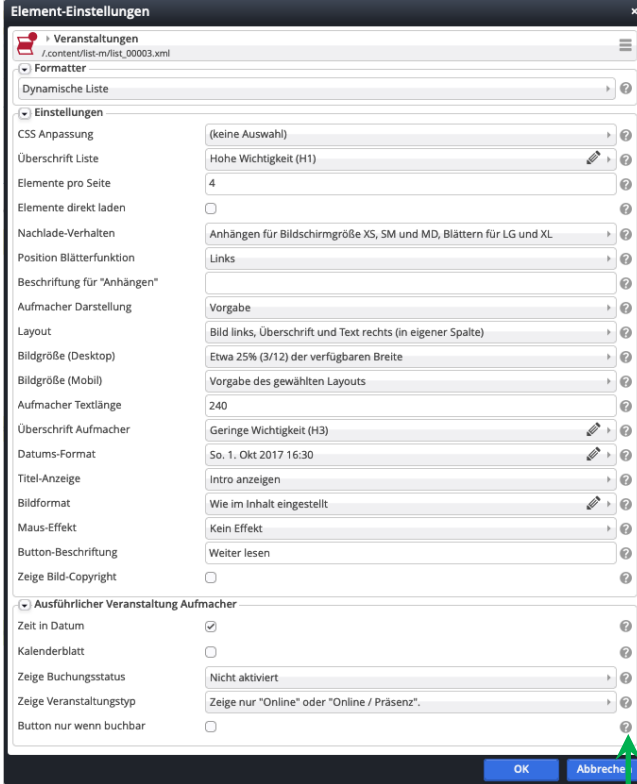 Element-Einstellungen
Veranstaltungen
/.content/list-m/list_00003.xml
Formatter
Dynamische Liste
Einstellungen
CSS Anpassung (keine Auswahl)
Überschrift Liste Hohe Wichtigkeit (H1)
Elemente pro Seite 4
Elemente direkt laden
Nachlade-Verhalten Anhängen für Bildschirmgröße XS, SM und MD, Blättern für LG und XL
Position Blätterfunktion Links
Beschriftung für "Anhängen"
Aufmacher Darstellung Vorgabe
Layout Bild links, Überschrift und Text rechts (in eigener Spalte)
Bildgröße (Desktop) Etwa 25% (3/12) der verfügbaren Breite
Bildgröße (Mobil) Vorgabe des gewählten Layouts
Aufmacher Textlänge 240
Überschrift Aufmacher Geringe Wichtigkeit (H3)
Datums-Format So. 1. Okt 2017 16:30
Titel-Anzeige Intro anzeigen
Bildformat Wie im Inhalt eingestellt
Maus-Effekt Kein Effekt
Button-Beschriftung Weiter lesen
Zeige Bild-Copyright
Ausführlicher Veranstaltung Aufmacher
Zeit in Datum
Kalenderblatt
Zeige Buchungsstatus Nicht aktiviert
Zeige Veranstaltungstyp Zeige nur "Online" oder "Online / Präsenz".
Button nur wenn buchbar
OK Abbrechen